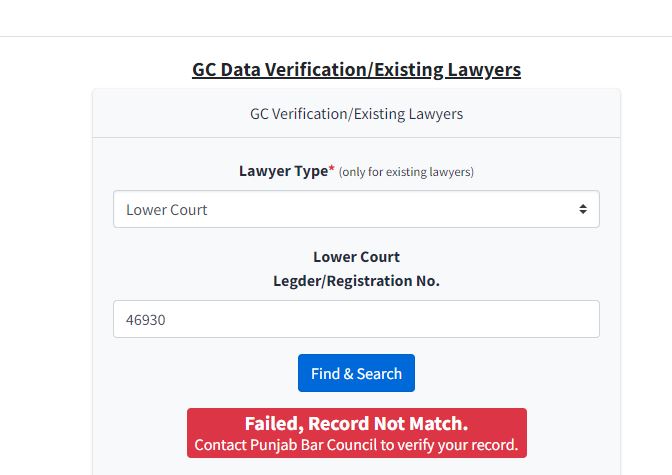 GC Data Verification/Existing Lawyers
GC Verification/Existing Lawyers
Lawyer Type* (only for existing lawyers)
Lower Court
Lower Court
Legder/Registration No.
46930
Find & Search
Failed, Record Not Match.
Contact Punjab Bar Council to verify your record.